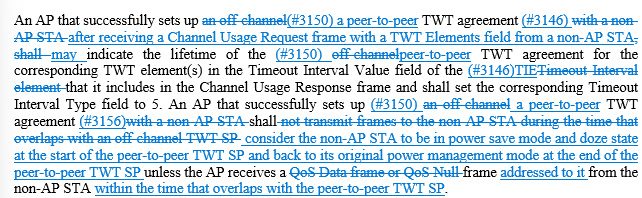 An AP that successfully sets up an off-channel(#3150) a peer-to-peer TWT agreement (#3146) with a non-
AP STA after receiving a Channel Usage Request frame with a TWT Elements field from a non-AP STA,
shall may indicate the lifetime of the (#3150) off-channelpeer-to-peer TWT agreement for the
corresponding TWT element(s) in the Timeout Interval Value field of the (#3146)TIETimeout Interval
element that it includes in the Channel Usage Response frame and shall set the corresponding Timeout
Interval Type field to 5. An AP that successfully sets up (#3150) an off-channel a peer-to-peer TWT
agreement (#3156)with a non-AP STA shall not transmit frames to the non-AP STA during the time that
overlaps with an off-channel TWT SP consider the non-AP STA to be in power save mode and doze state
at the start of the peer-to-peer TWT SP and back to its original power management mode at the end of the
peer-to-peer TWT SP unless the AP receives a QoS Data frame or QoS Null frame addressed to it from the
non-AP STA within the time that overlaps with the peer-to-peer TWT SP.